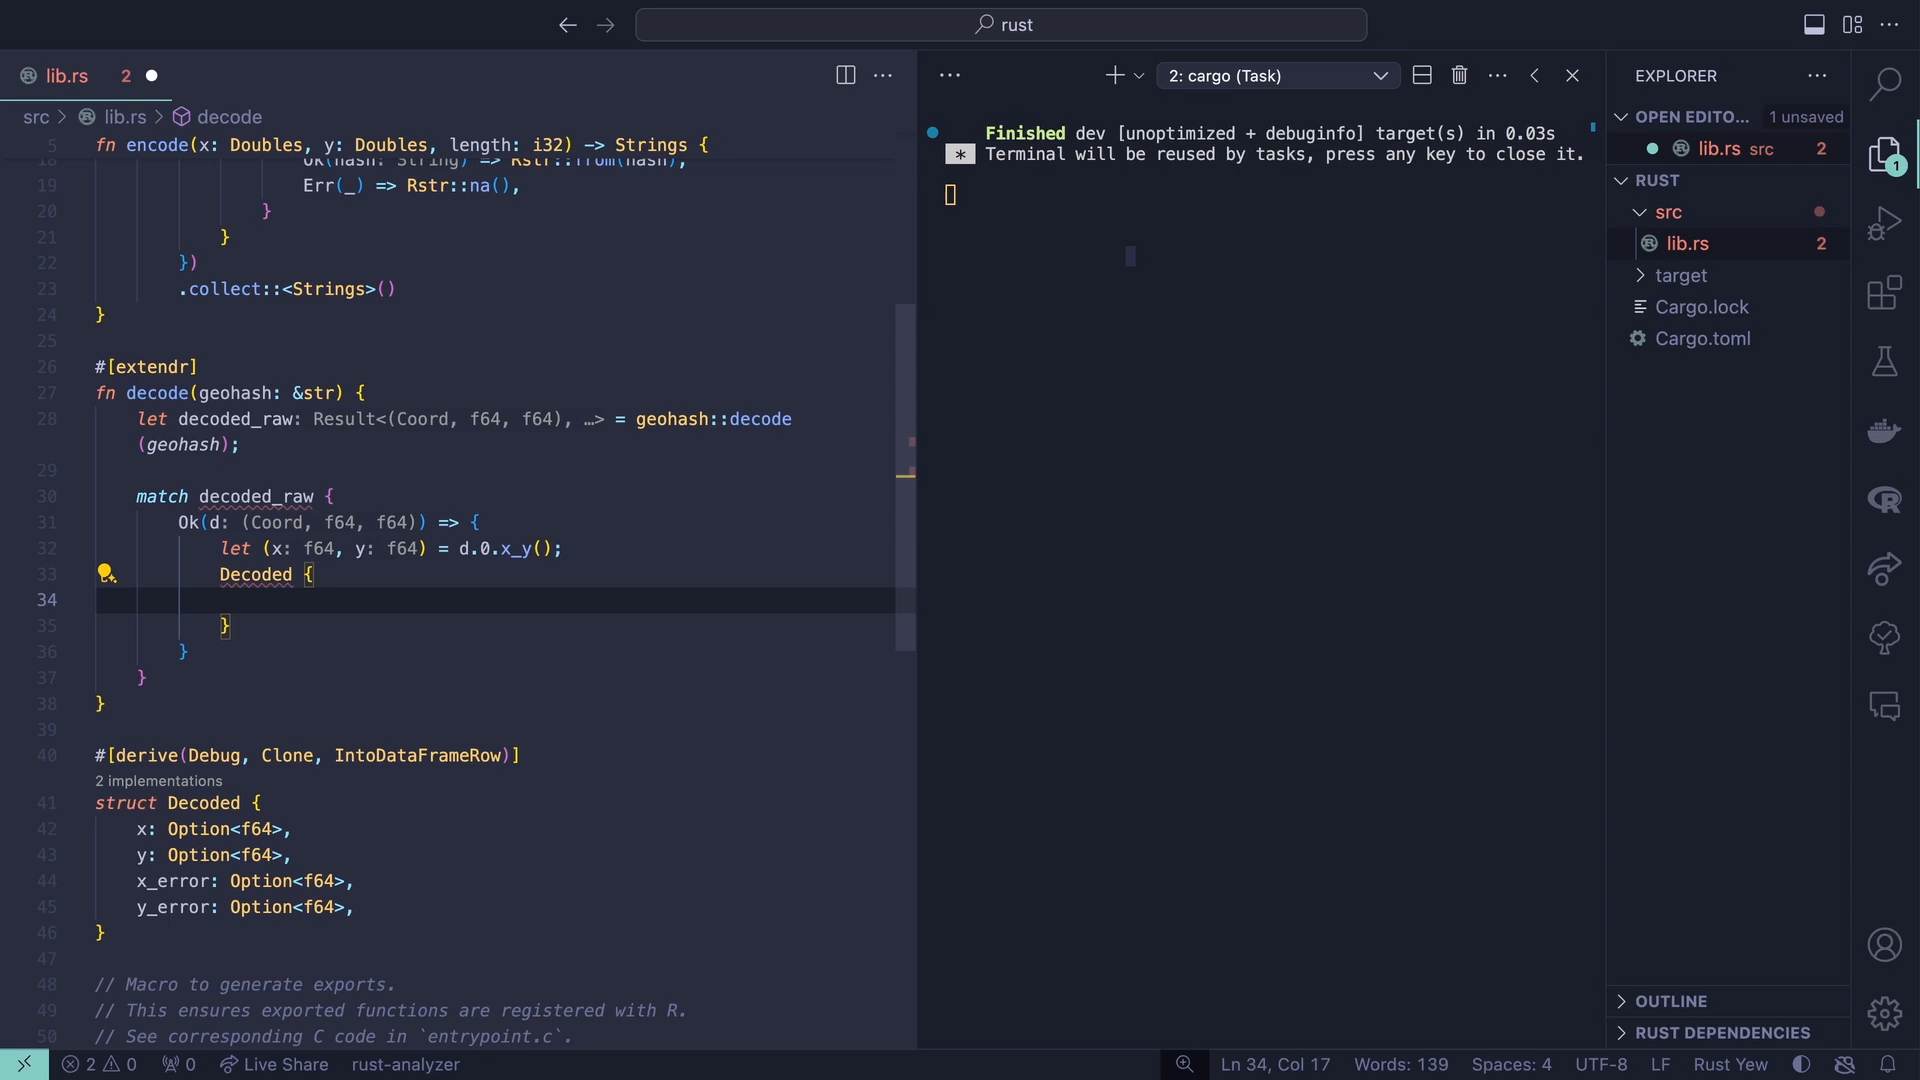 rust
lib.rs 2
src > lib.rs > decode
5 fn encode(x: Doubles, y: Doubles, length: i32) -> Strings {
18 Ok(hash: String) => Rstr::from(hash),
19 Err(_) => Rstr::na(),
20 }
21 }
22 })
23 .collect::<Strings>()
24 }
25
26 #[extendr]
27 fn decode(geohash: &str) {
28 let decoded_raw: Result<(Coord, f64, f64), …> = geohash::decode
(geohash);
29
30 match decoded_raw {
31 Ok(d: (Coord, f64, f64)) => {
32 let (x: f64, y: f64) = d.0.x_y();
33 Decoded {
34
35 }
36 }
37 }
38 }
39
40 #[derive(Debug, Clone, IntoDataFrameRow)]
2 implementations
41 struct Decoded {
42 x: Option<f64>,
43 y: Option<f64>,
44 x_error: Option<f64>,
45 y_error: Option<f64>,
46 }
47
48 // Macro to generate exports.
49 // This ensures exported functions are registered with R.
50 // See corresponding C code in `entrypoint.c`.
2: cargo (Task)
Finished dev [unoptimized + debuginfo] target(s) in 0.03s
* Terminal will be reused by tasks, press any key to close it.
EXPLORER
OPEN EDITO... 1 unsaved
lib.rs src 2
RUST
src
lib.rs 2
target
Cargo.lock
Cargo.toml
OUTLINE
RUST DEPENDENCIES
1
R
2 0 0 Live Share rust-analyzer
Ln 34, Col 17 Words: 139 Spaces: 4 UTF-8 LF Rust Yew